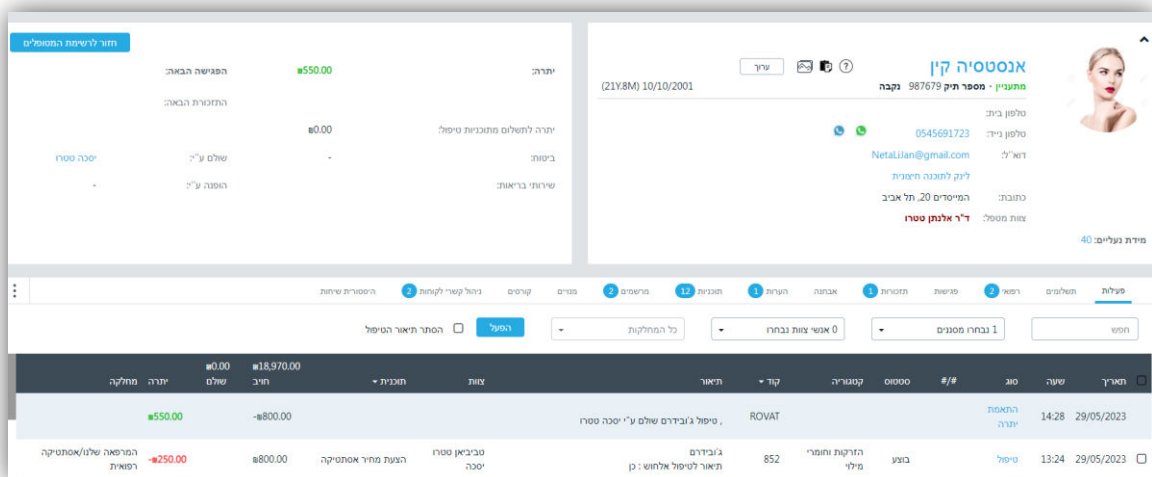 חזור לרשימת המטופלים
אנסטסיה קין
ערוך
מתעניין - מספר תיק 987679 נקבה
10/10/2001 (21Y.8M)
טלפון בית:
טלפון נייד: 0545691723
דוא"ל: NetaLiJan@gmail.com
לינק לתוכנה חיצונית
כתובת: המייסדים 20, תל אביב
צוות מטפל: ד"ר אלנתן טטרו
מידת נעליים: 40
יתרה: ₪550.00 הפגישה הבאה:
התזכורת הבאה:
יתרה לתשלום מתוכניות טיפול: ₪0.00
ביטוח: - שולם ע"י: יסכה טטרו
שירותי בריאות: הופנה ע"י: -
פעילות תשלומים רפואי 2 פגישות תזכורות 1 אבחנה הערות 1 תוכניות 12 מרשמים 2 מנויים קורסים ניהול קשרי לקוחות 2 היסטורית שיחות
חפש 1 נבחרו מסננים 0 אנשי צוות נבחרו כל המחלקות הפעל הסתר תיאור הטיפול
₪18,970.00 ₪0.00
תאריך שעה סוג #/# סטטוס קטגוריה קוד תיאור צוות תוכנית חויב שולם יתרה מחלקה
29/05/2023 14:28 התאמת יתרה ROVAT , טיפול ג'ובידרם שולם ע"י יסכה טטרו -₪800.00 ₪550.00
29/05/2023 13:24 טיפול בוצע הזרקות וחומרי מילוי 852 ג'ובידרם טביביאן טטרו יסכה הצעת מחיר אסתטיקה ₪800.00 -₪250.00 המרפאה שלנו/אסתטיקה רפואית
תיאור לטיפול אלחוש : כן